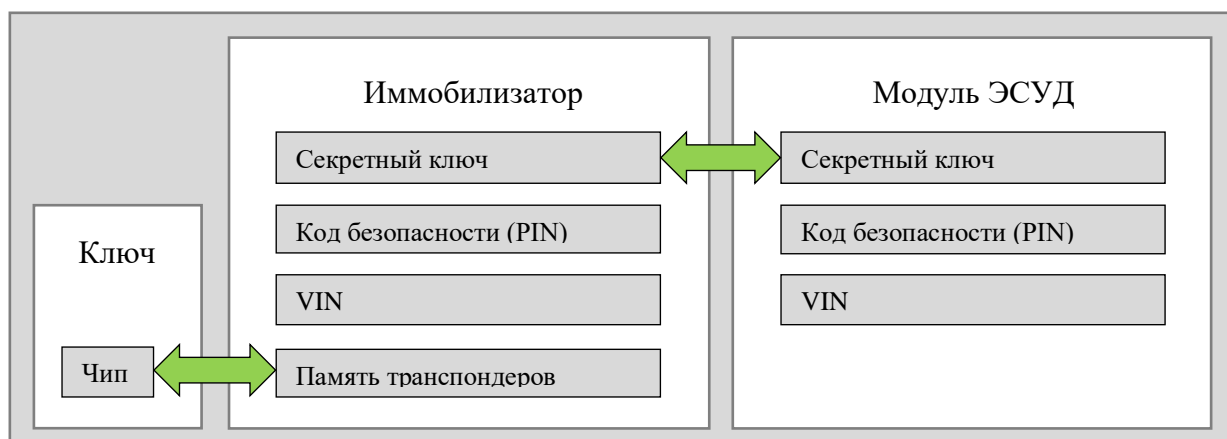 Иммобилизатор
Секретный ключ
Код безопасности (PIN)
VIN
Память транспондеров
Модуль ЭСУД
Секретный ключ
Код безопасности (PIN)
VIN
Ключ
Чип